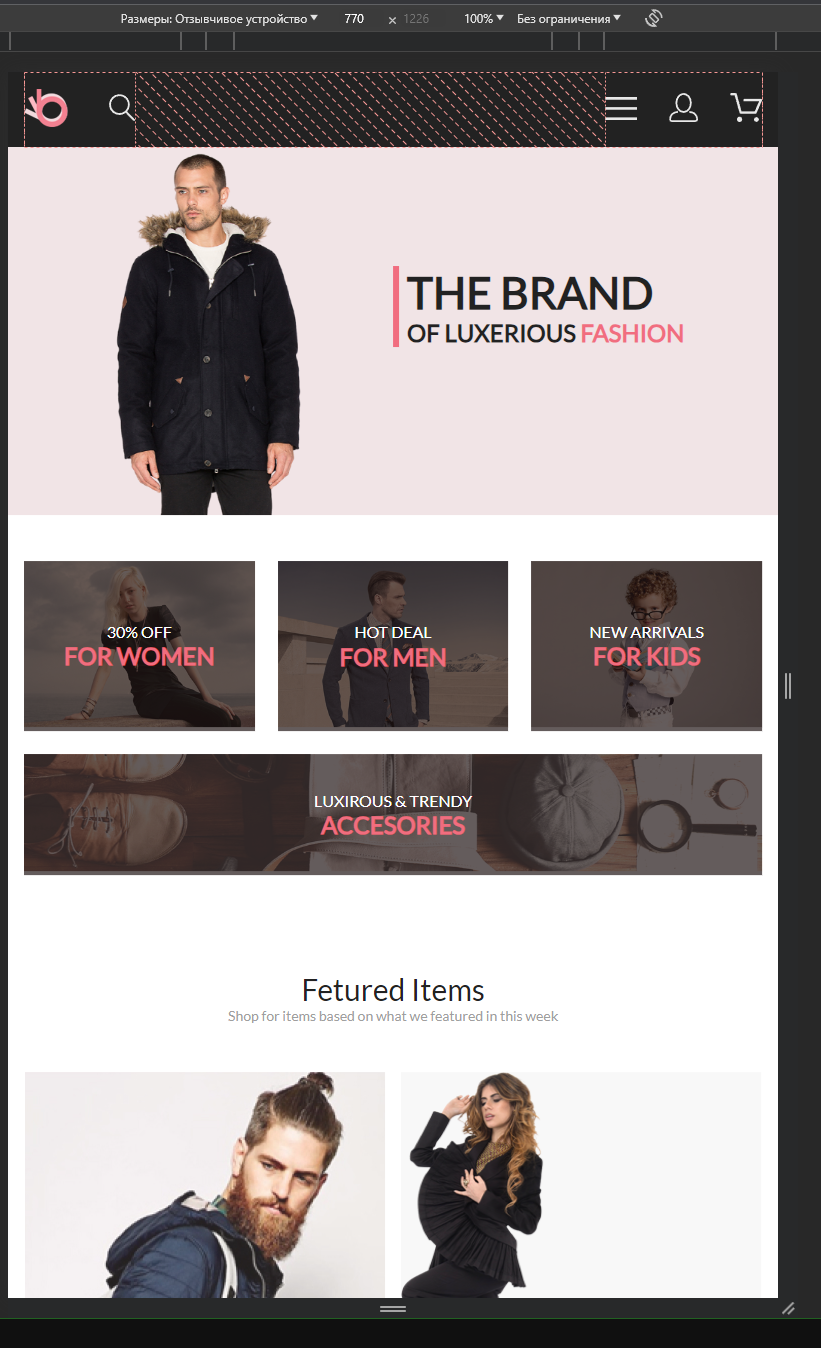 Размеры: Отзывчивое устройство 770 × 1226 100% Без ограничения
THE BRAND
OF LUXERIOUS FASHION
30% OFF
FOR WOMEN
HOT DEAL
FOR MEN
NEW ARRIVALS
FOR KIDS
LUXIROUS & TRENDY
ACCESORIES
Fetured Items
Shop for items based on what we featured in this week